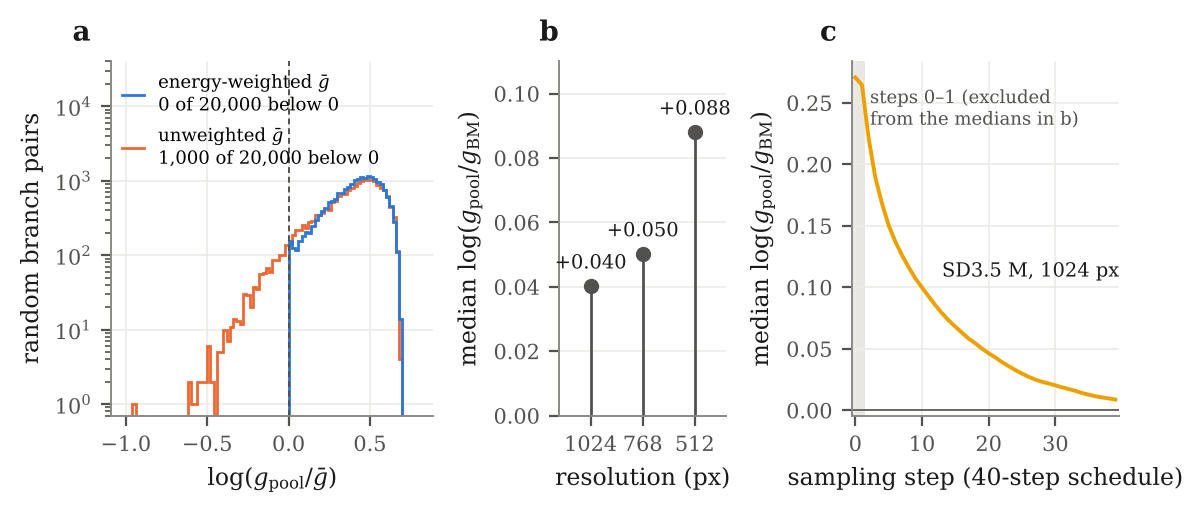 a
energy-weighted ḡ
0 of 20,000 below 0
unweighted ḡ
1,000 of 20,000 below 0
random branch pairs
10⁴
10³
10²
10¹
10⁰
−1.0 −0.5 0.0 0.5
log(g_pool/ḡ)
b
median log(g_pool/g_BM)
0.10
0.08
0.06
0.04
0.02
0.00
+0.040
+0.050
+0.088
1024 768 512
resolution (px)
c
median log(g_pool/g_BM)
0.25
0.20
0.15
0.10
0.05
0.00
steps 0–1 (excluded
from the medians in b)
SD3.5 M, 1024 px
0 10 20 30
sampling step (40-step schedule)